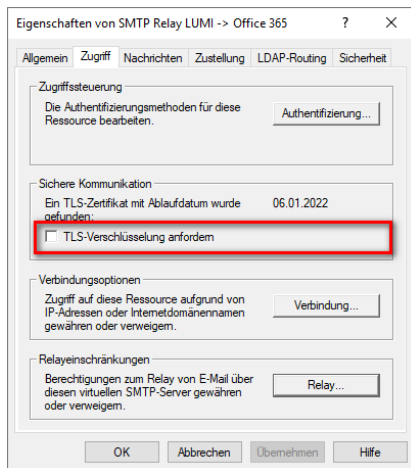 Eigenschaften von SMTP Relay LUMI -> Office 365 ? ×
Allgemein Zugriff Nachrichten Zustellung LDAP-Routing Sicherheit
Zugriffssteuerung
Die Authentifizierungsmethoden für diese
Ressource bearbeiten.
Authentifizierung...
Sichere Kommunikation
Ein TLS-Zertifikat mit Ablaufdatum wurde
gefunden:
06.01.2022
TLS-Verschlüsselung anfordern
Verbindungsoptionen
Zugriff auf diese Ressource aufgrund von
IP-Adressen oder Internetdomänennamen
gewähren oder verweigern.
Verbindung...
Relayeinschränkungen
Berechtigungen zum Relay von E-Mail über
diesen virtuellen SMTP-Server gewähren
oder verweigern.
Relay...
OK Abbrechen Übernehmen Hilfe